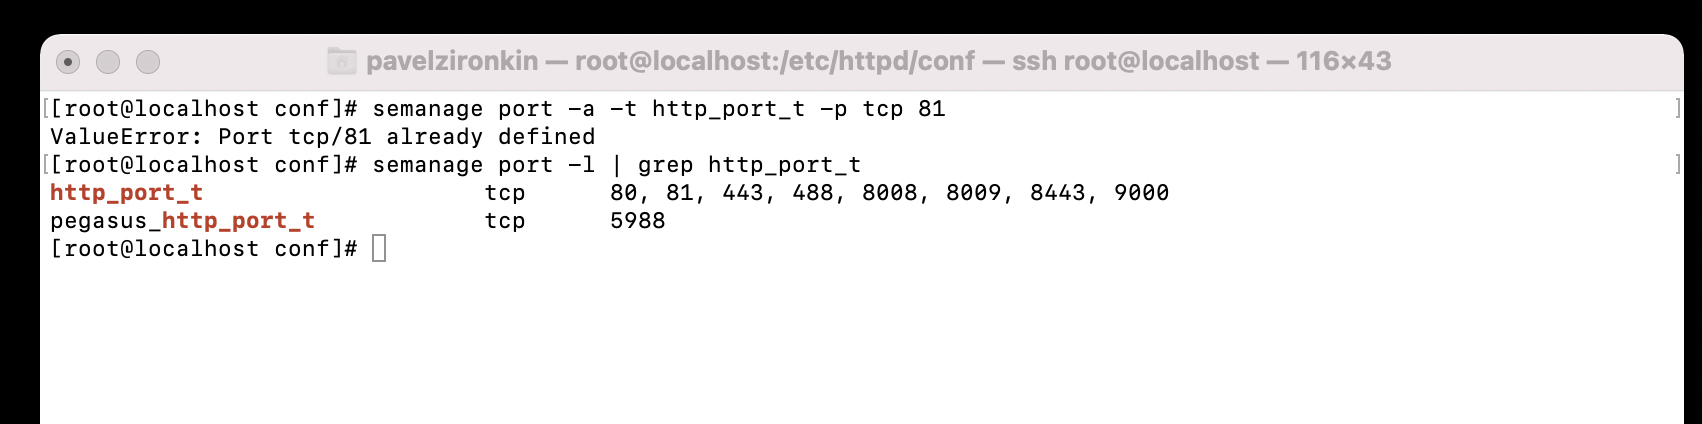 pavelzironkin — root@localhost:/etc/httpd/conf — ssh root@localhost — 116×43
[[root@localhost conf]# semanage port -a -t http_port_t -p tcp 81 ]
ValueError: Port tcp/81 already defined
[[root@localhost conf]# semanage port -l | grep http_port_t ]
http_port_t tcp 80, 81, 443, 488, 8008, 8009, 8443, 9000
pegasus_http_port_t tcp 5988
[root@localhost conf]#